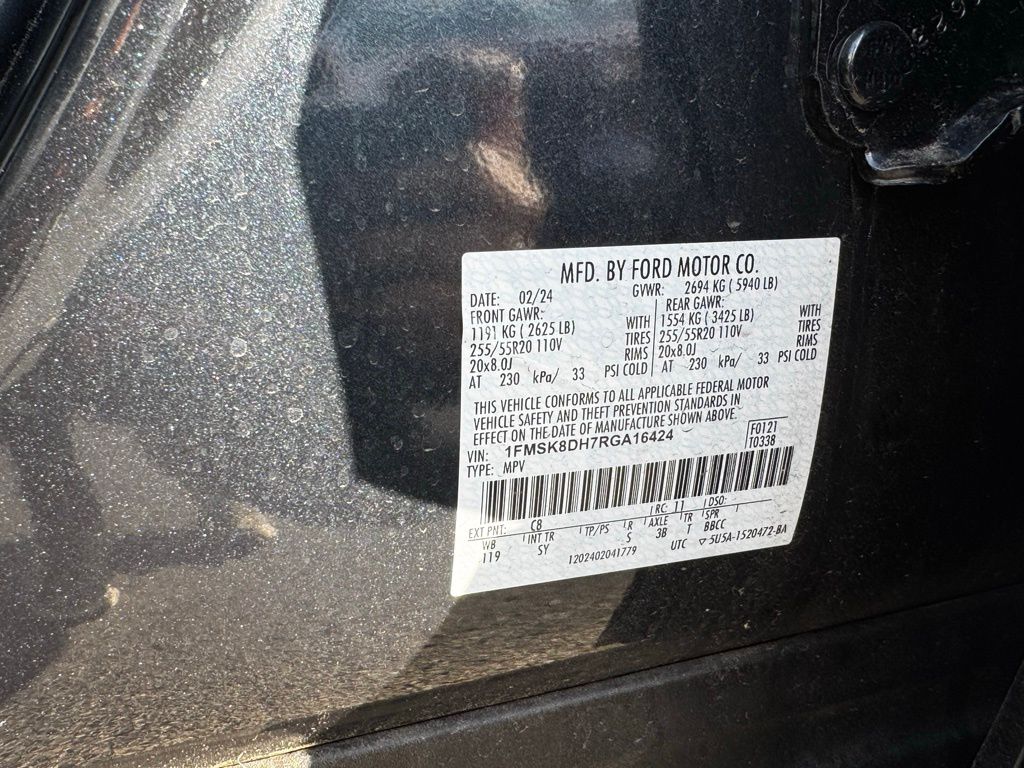 MFD. BY FORD MOTOR CO.
DATE: 02/24 GVWR: 2694 KG ( 5940 LB)
FRONT GAWR: REAR GAWR:
1191 KG ( 2625 LB) WITH 1554 KG ( 3425 LB) WITH
255/55R20 110V TIRES 255/55R20 110V TIRES
20x8.0J RIMS 20x8.0J RIMS
AT 230 kPa/ 33 PSI COLD AT 230 kPa/ 33 PSI COLD
THIS VEHICLE CONFORMS TO ALL APPLICABLE FEDERAL MOTOR
VEHICLE SAFETY AND THEFT PREVENTION STANDARDS IN
EFFECT ON THE DATE OF MANUFACTURE SHOWN ABOVE.
VIN: 1FMSK8DH7RGA16424 F0121
TYPE: MPV T0338
EXT PNT: C8 RC: 11 DSO:
WB INT TR TP/PS R AXLE TR SPR
119 SY S 3B T BBCC
1202402041779 UTC ▽ 5U5A-1520472-BA